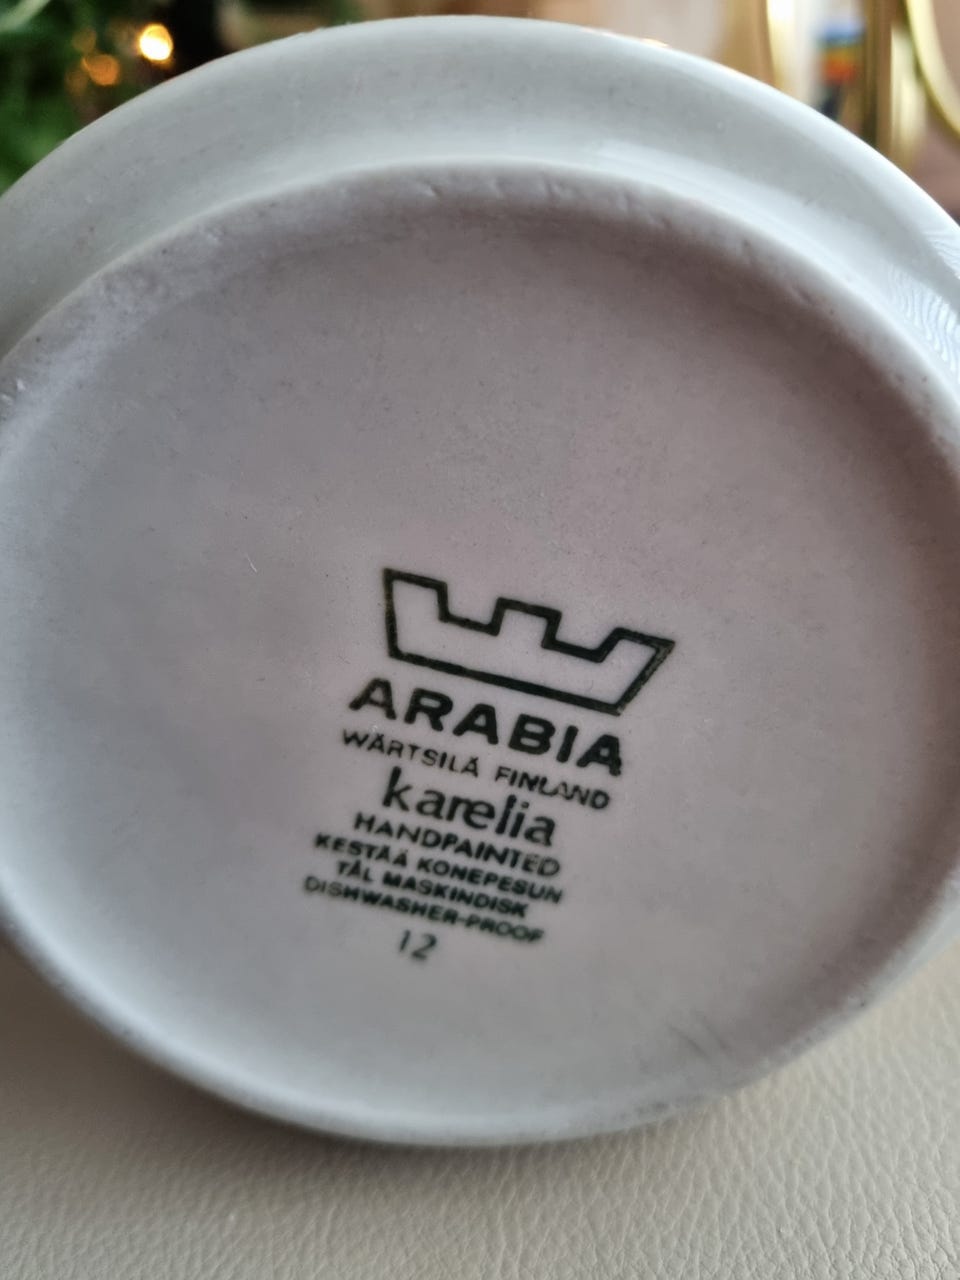 ARABIA
WÄRTSILÄ FINLAND
karelia
HANDPAINTED
KESTÄÄ KONEPESUN
TÅL MASKINDISK
DISHWASHER-PROOF
12